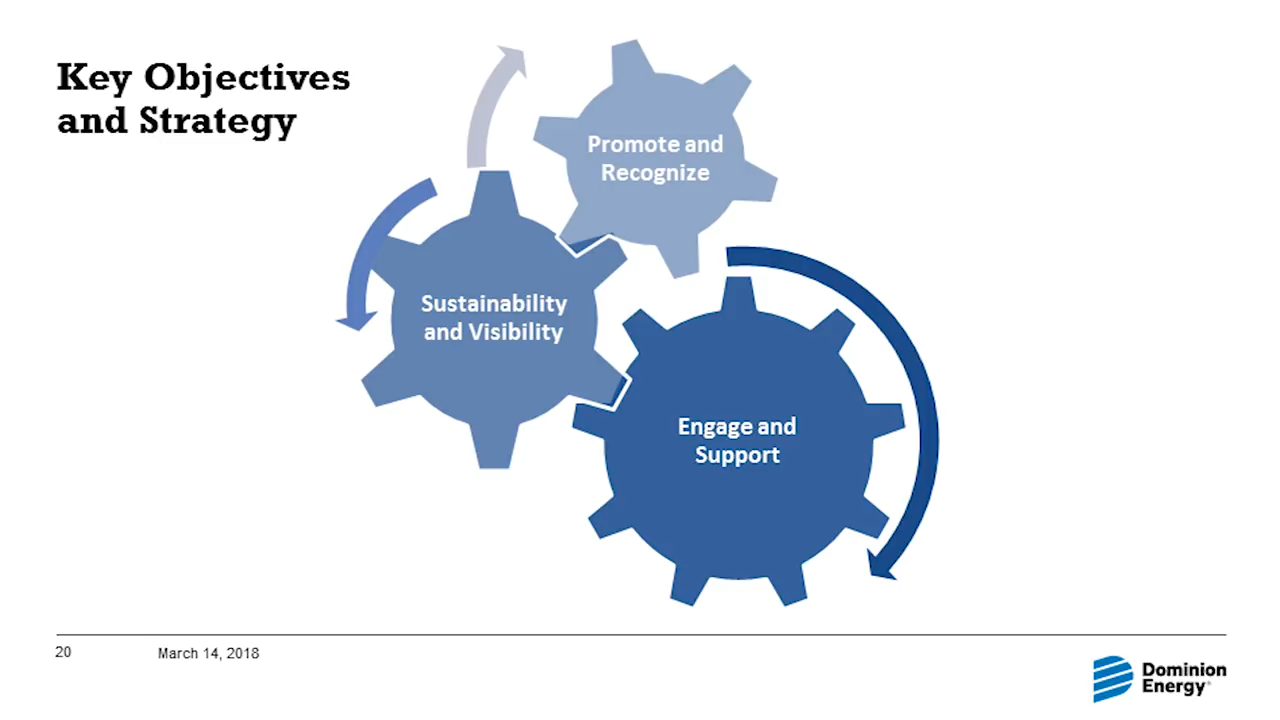 Key Objectives
and Strategy
Promote and
Recognize
Sustainability
and Visibility
Engage and
Support
20
March 14, 2018
Dominion
Energy®